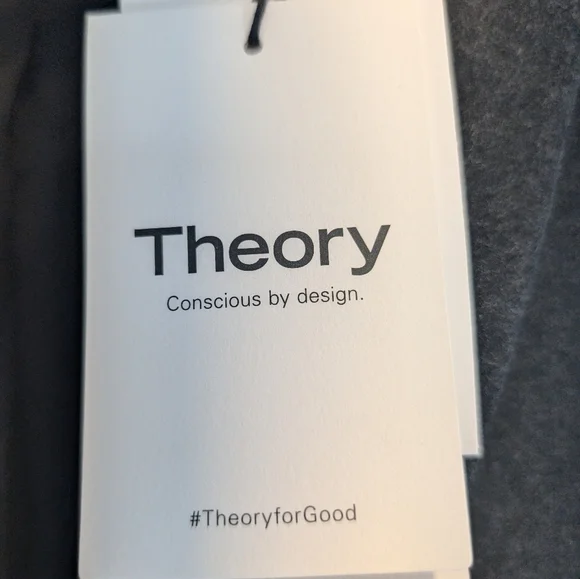 Theory
Conscious by design.
#TheoryforGood